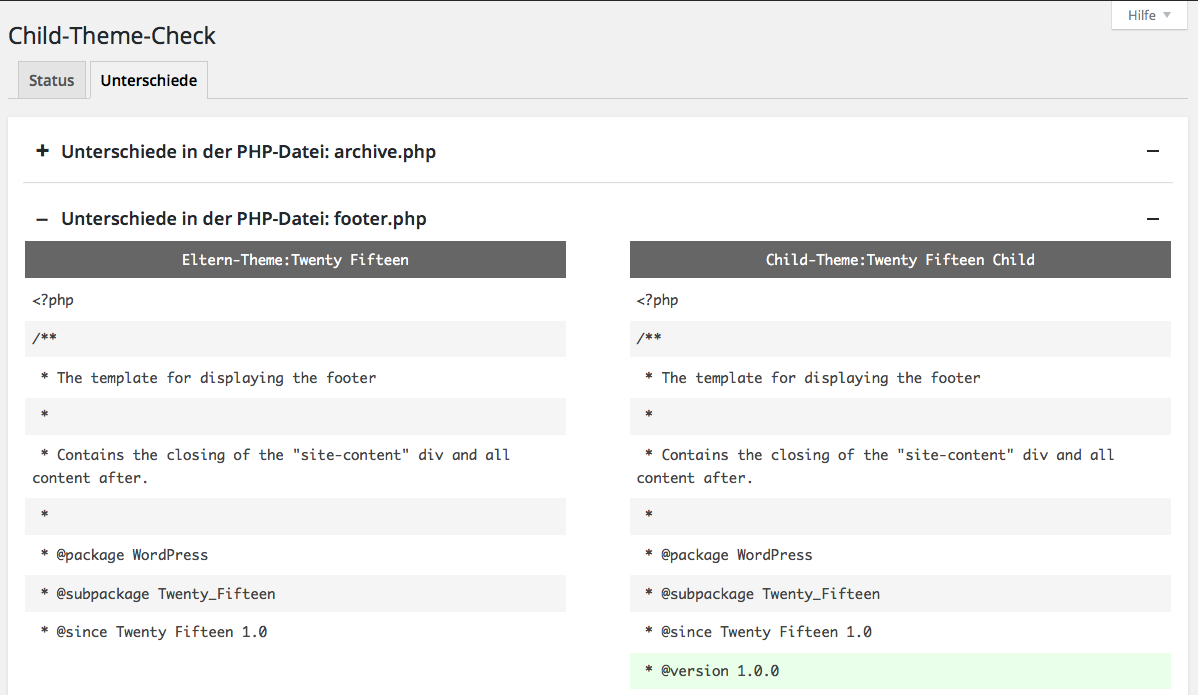 Hilfe
Child-Theme-Check
Status
Unterschiede
+ Unterschiede in der PHP-Datei: archive.php –
– Unterschiede in der PHP-Datei: footer.php –
Eltern-Theme:Twenty Fifteen
<?php
/**
* The template for displaying the footer
*
* Contains the closing of the "site-content" div and all
content after.
*
* @package WordPress
* @subpackage Twenty_Fifteen
* @since Twenty Fifteen 1.0
Child-Theme:Twenty Fifteen Child
<?php
/**
* The template for displaying the footer
*
* Contains the closing of the "site-content" div and all
content after.
*
* @package WordPress
* @subpackage Twenty_Fifteen
* @since Twenty Fifteen 1.0
* @version 1.0.0